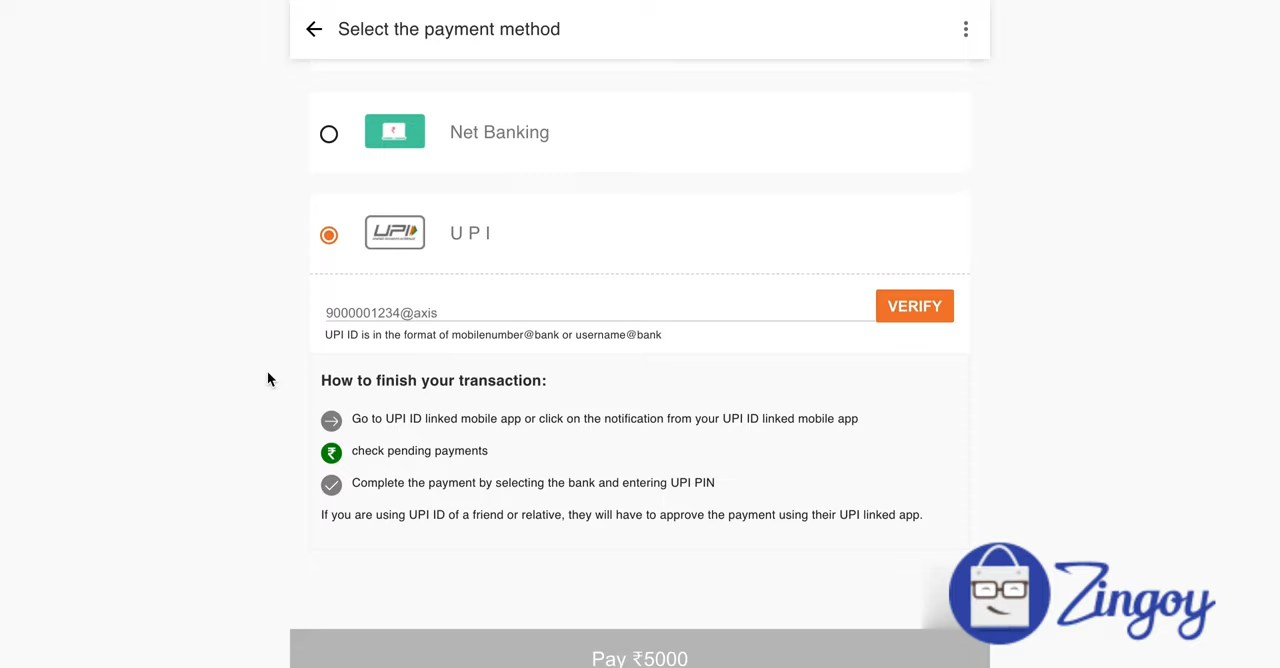 Select the payment method
Net Banking
UPI
U P I
9000001234@axis
VERIFY
UPI ID is in the format of mobilenumber@bank or username@bank
How to finish your transaction:
Go to UPI ID linked mobile app or click on the notification from your UPI ID linked mobile app
₹
check pending payments
Complete the payment by selecting the bank and entering UPI PIN
If you are using UPI ID of a friend or relative, they will have to approve the payment using their UPI linked app.
Zingoy
Pay ₹5000